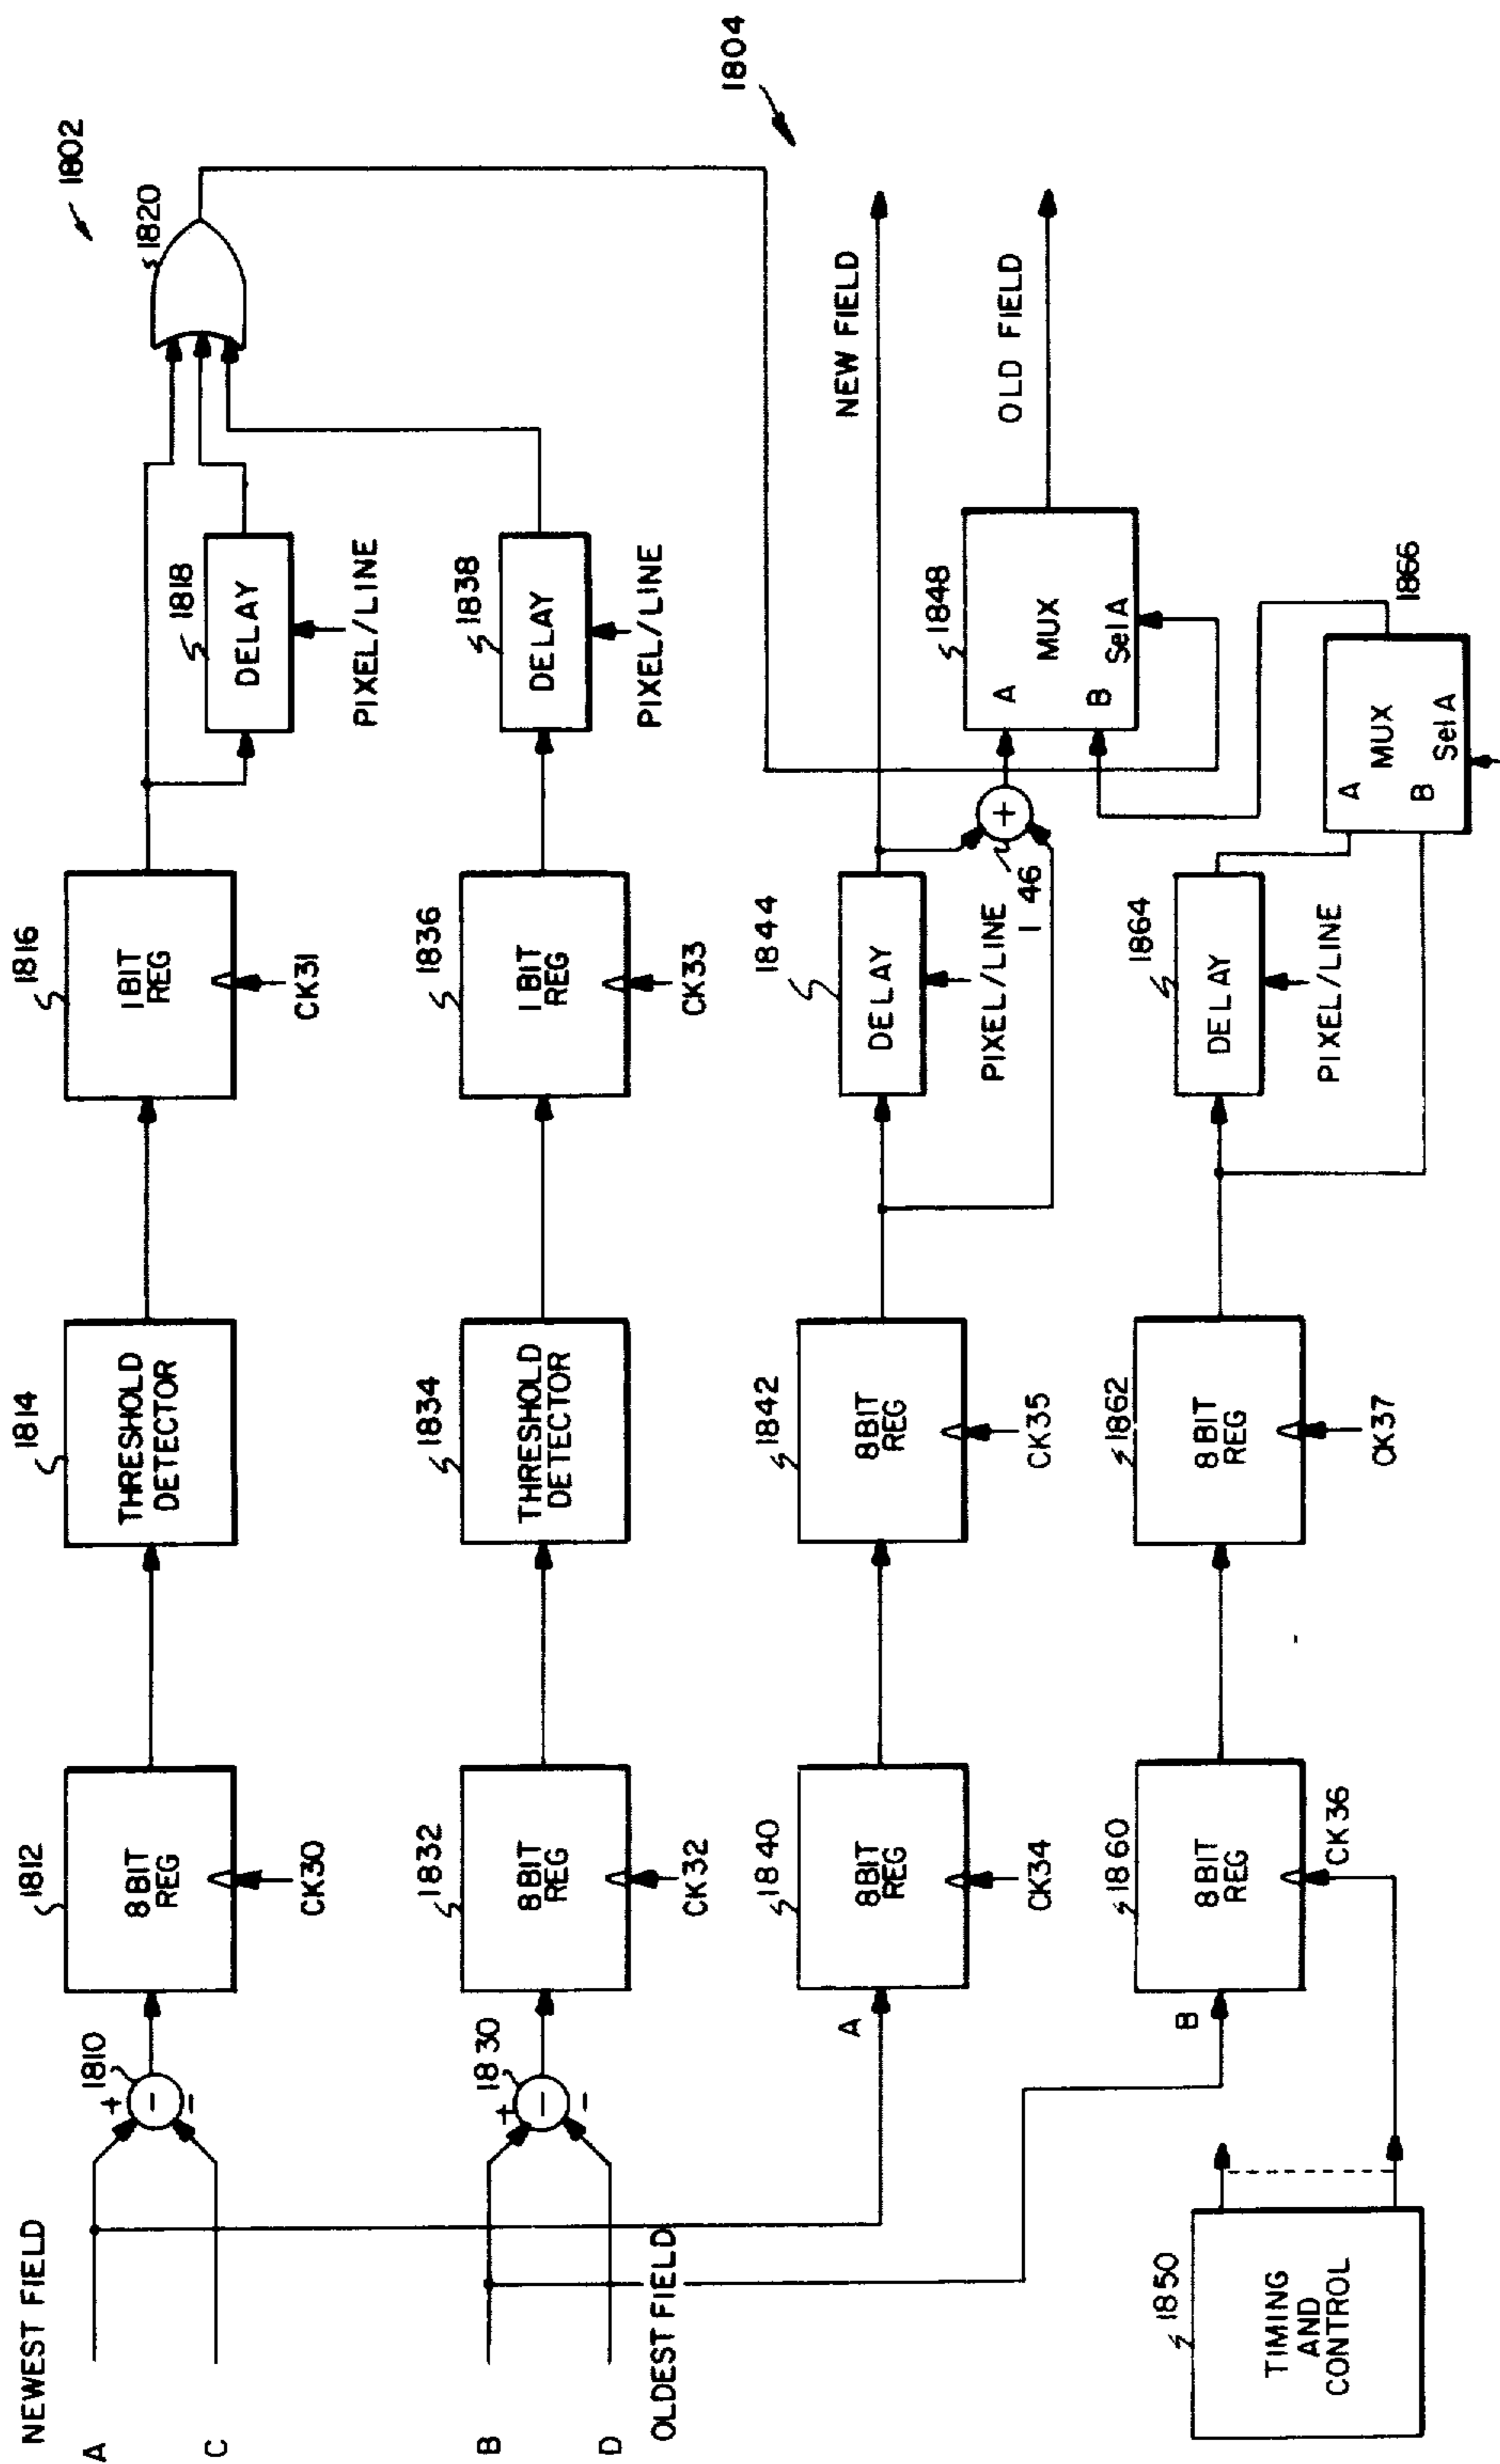 NEWEST FIELD
A
C
B
D
OLDEST FIELD
1810
+
-
=
1812
8 BIT
REG
CK30
1814
THRESHOLD
DETECTOR
1816
1 BIT
REG
CK31
1818
DELAY
PIXEL/LINE
1820
1802
1830
+
-
-
1832
8 BIT
REG
CK32
1834
THRESHOLD
DETECTOR
1836
1 BIT
REG
CK33
1838
DELAY
PIXEL/LINE
1804
A
1840
8 BIT
REG
CK34
1842
8 BIT
REG
CK35
1844
DELAY
PIXEL/LINE
+
1 46
NEW FIELD
1848
A
B
MUX
Sel A
OLD FIELD
B
1860
8 BIT
REG
CK36
1862
8 BIT
REG
CK37
1864
DELAY
PIXEL/LINE
1866
A
B
MUX
Sel A
1850
TIMING
AND
CONTROL